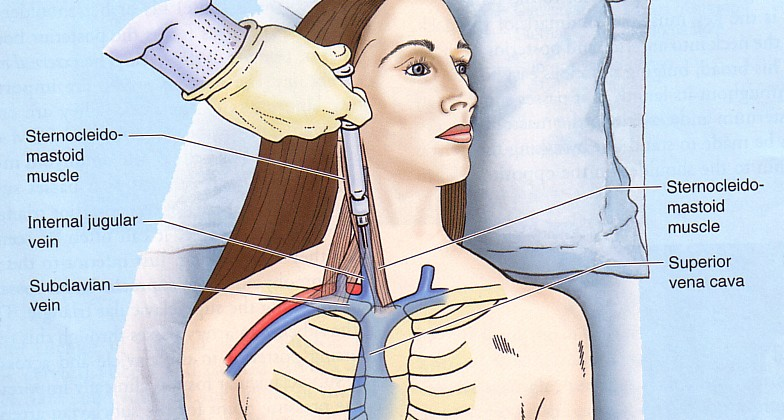 Sternocleido-
mastoid
muscle
Internal jugular
vein
Subclavian
vein
Sternocleido-
mastoid
muscle
Superior
vena cava